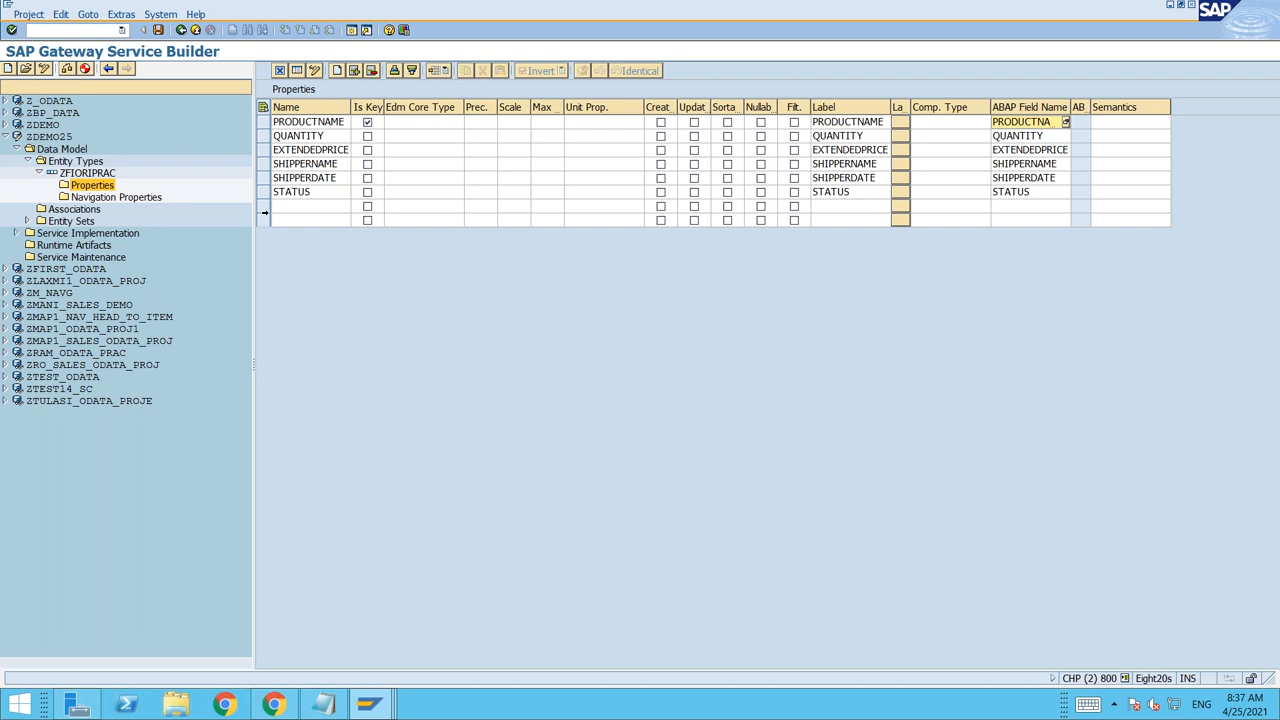 Project Edit Goto Extras System Help
SAP
SAP Gateway Service Builder
Invert Identical
Properties
Name Is Key Edm Core Type Prec. Scale Max ... Unit Prop. Creat... Updat... Sorta... Nullab... Filt. Label La... Comp. Type ABAP Field Name AB... Semantics
PRODUCTNAME PRODUCTNAME PRODUCTNA
QUANTITY QUANTITY QUANTITY
EXTENDEDPRICE EXTENDEDPRICE EXTENDEDPRICE
SHIPPERNAME SHIPPERNAME SHIPPERNAME
SHIPPERDATE SHIPPERDATE SHIPPERDATE
STATUS STATUS STATUS
Z_ODATA
ZBP_DATA
ZDEMO
ZDEMO25
Data Model
Entity Types
ZFIORIPRAC
Properties
Navigation Properties
Associations
Entity Sets
Service Implementation
Runtime Artifacts
Service Maintenance
ZFIRST_ODATA
ZLAXMI1_ODATA_PROJ
ZM_NAVG
ZMANI_SALES_DEMO
ZMAP1_NAV_HEAD_TO_ITEM
ZMAP1_ODATA_PROJ1
ZMAP1_SALES_ODATA_PROJ
ZRAM_ODATA_PRAC
ZRO_SALES_ODATA_PROJ
ZTEST_ODATA
ZTEST14_SC
ZTULASI_ODATA_PROJE
CHP (2) 800 Eight20s INS
ENG
8:37 AM
4/25/2021